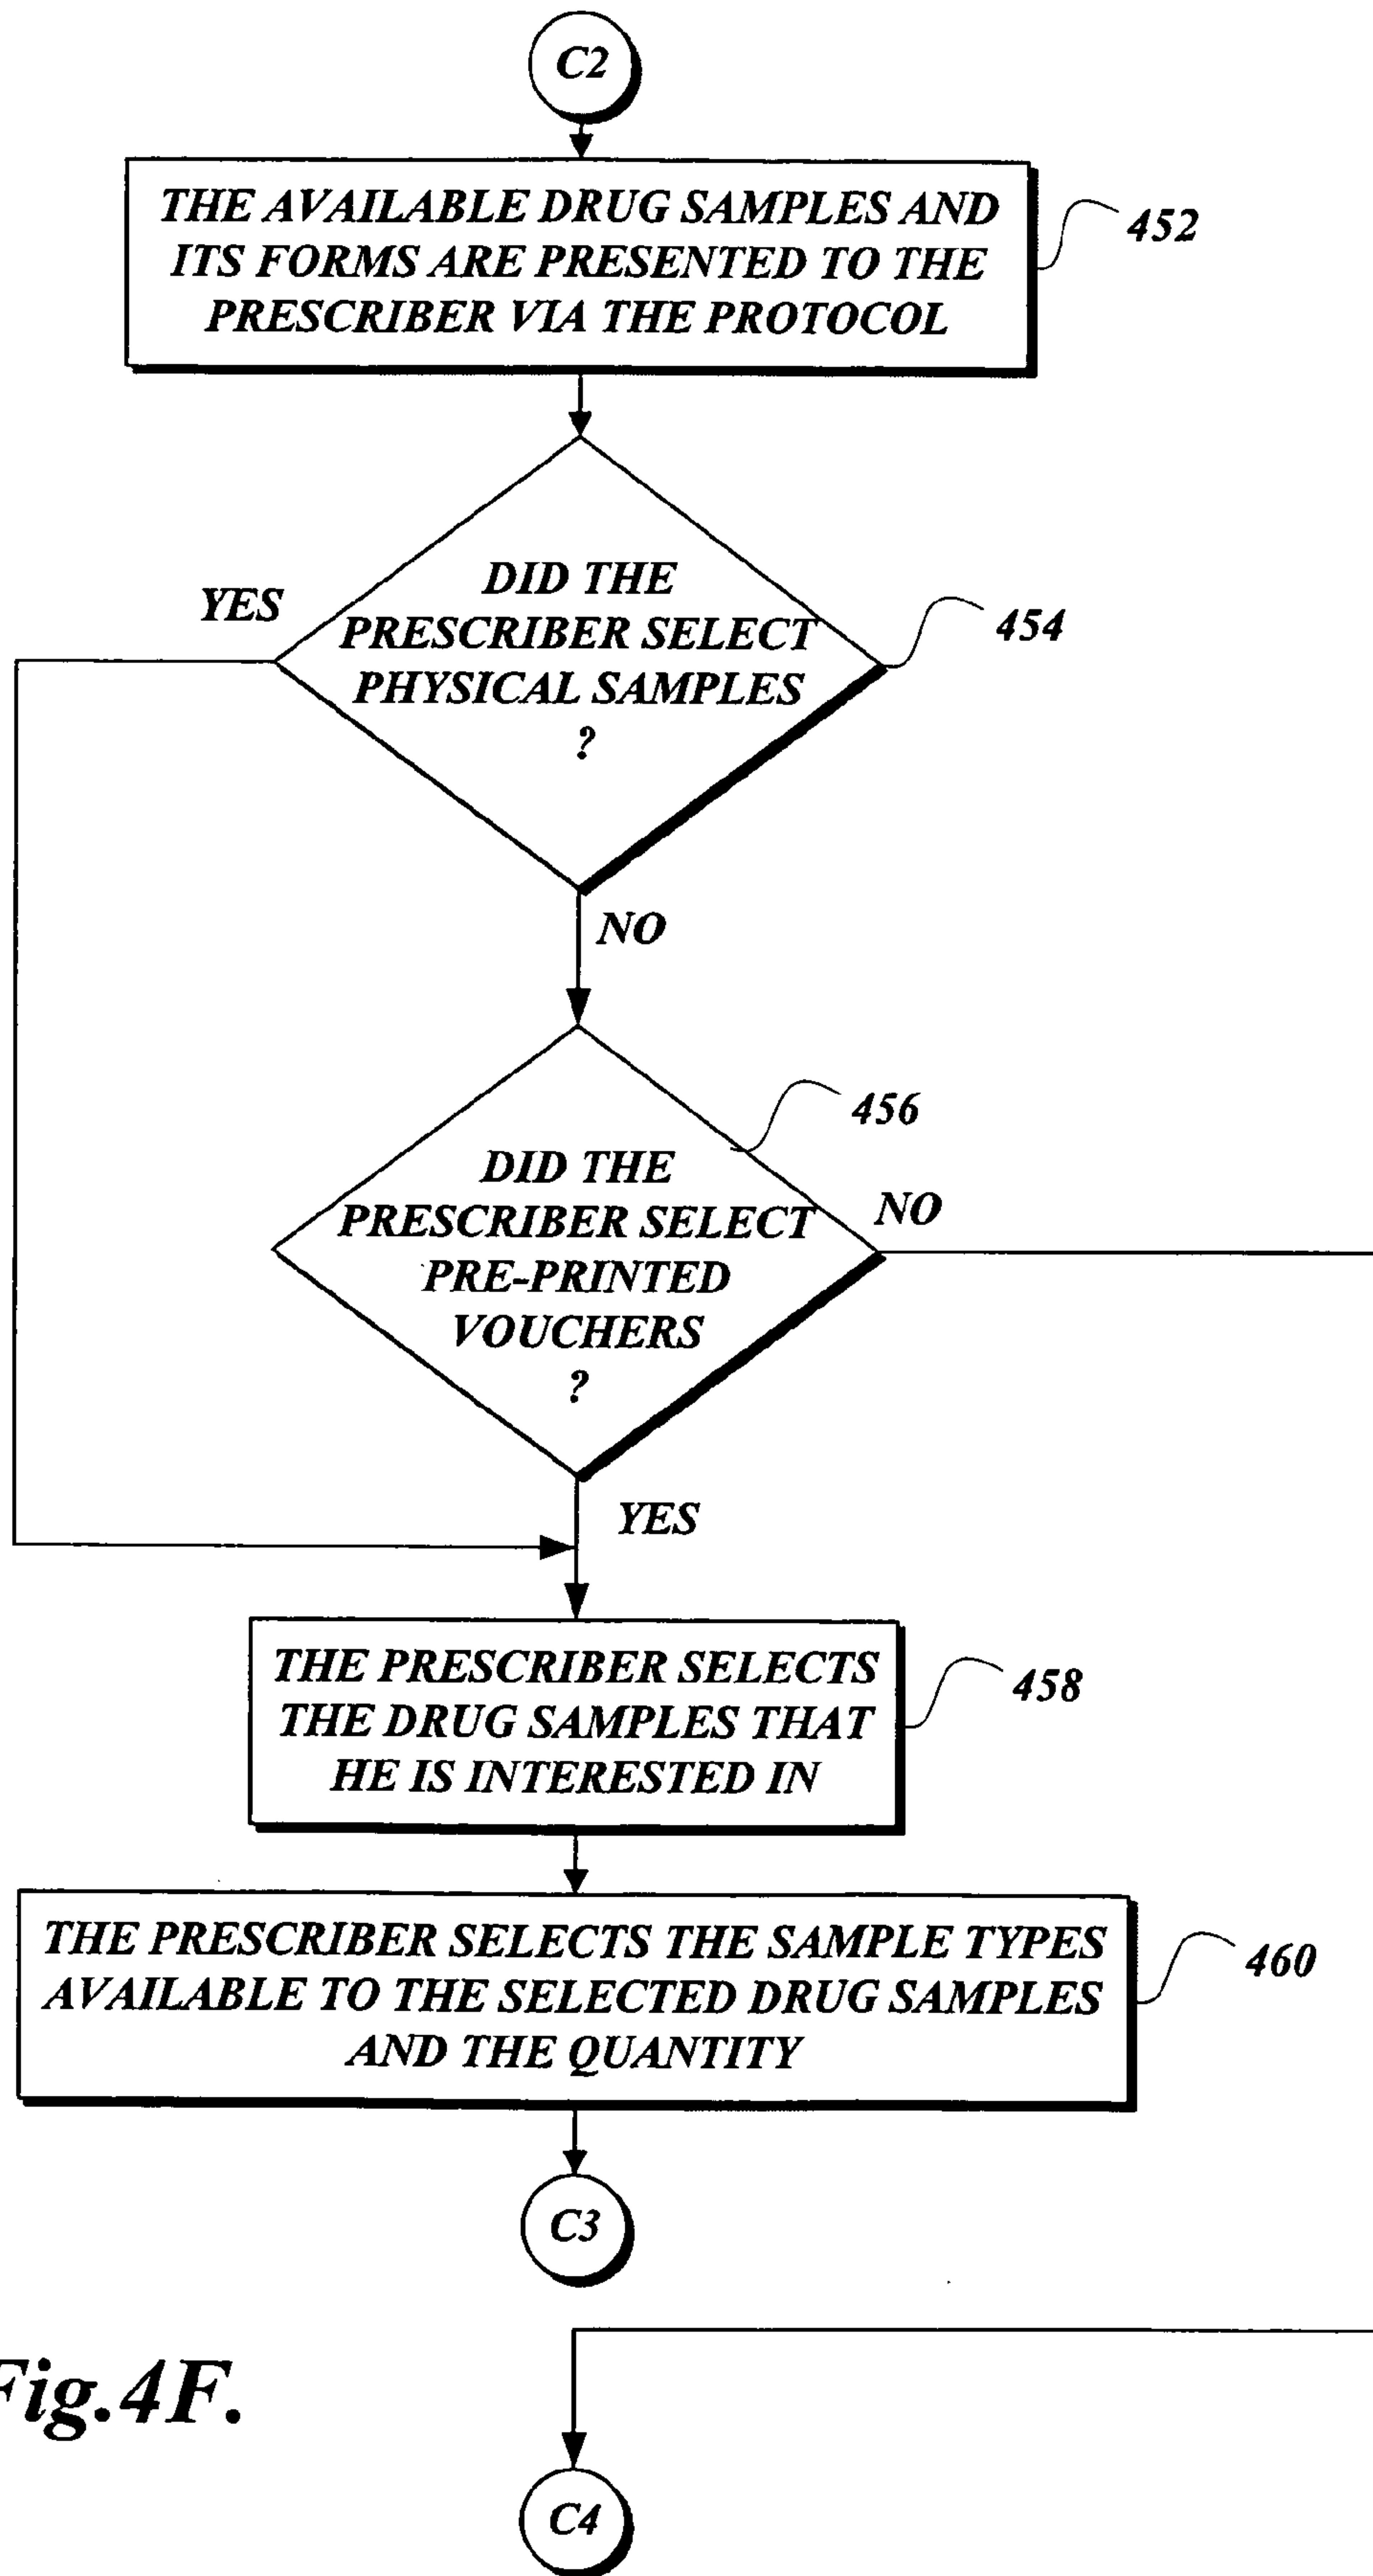 C2
THE AVAILABLE DRUG SAMPLES AND
ITS FORMS ARE PRESENTED TO THE
PRESCRIBER VIA THE PROTOCOL
452
DID THE
PRESCRIBER SELECT
PHYSICAL SAMPLES
?
YES
454
NO
DID THE
PRESCRIBER SELECT
PRE-PRINTED
VOUCHERS
?
456
NO
YES
THE PRESCRIBER SELECTS
THE DRUG SAMPLES THAT
HE IS INTERESTED IN
458
THE PRESCRIBER SELECTS THE SAMPLE TYPES
AVAILABLE TO THE SELECTED DRUG SAMPLES
AND THE QUANTITY
460
C3
Fig.4F.
C4